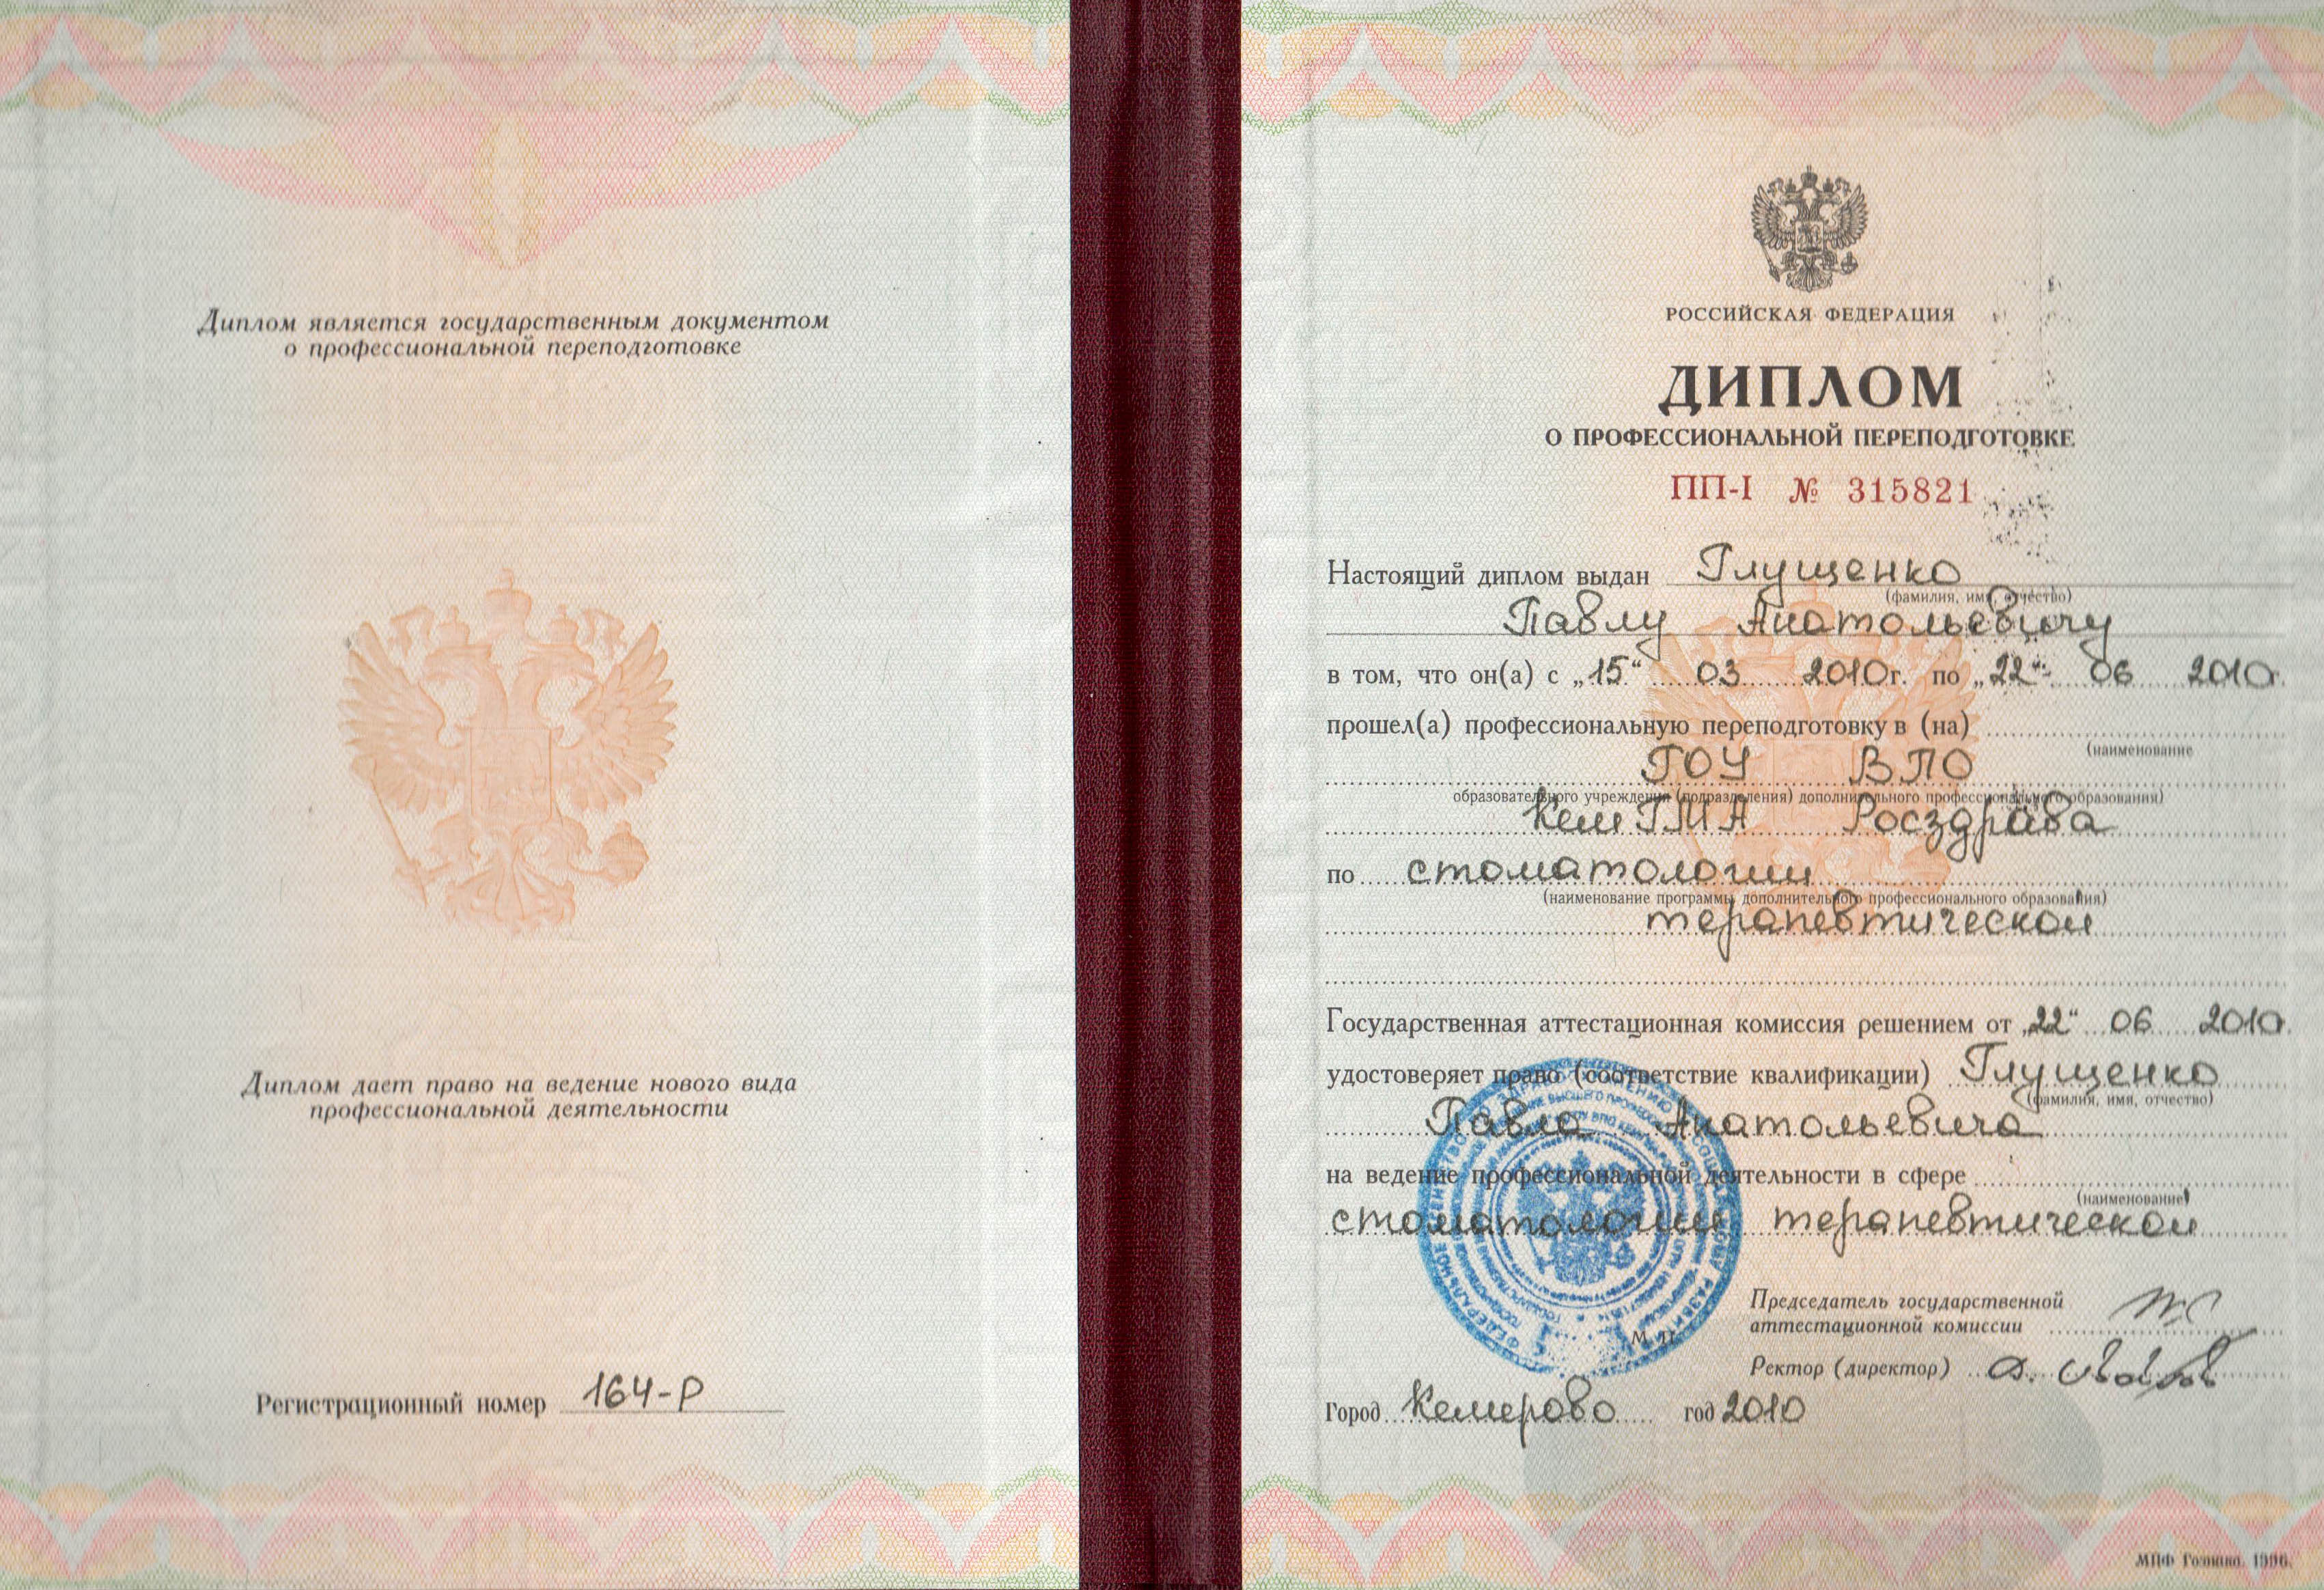 Диплом является государственным документом
о профессиональной переподготовке
Диплом дает право на ведение нового вида
профессиональной деятельности
Регистрационный номер 164-Р
РОССИЙСКАЯ ФЕДЕРАЦИЯ
ДИПЛОМ
О ПРОФЕССИОНАЛЬНОЙ ПЕРЕПОДГОТОВКЕ
ПП-I № 315821
Настоящий диплом выдан Глущенко
(фамилия, имя, отчество)
Павлу Анатольевичу
в том, что он(а) с „15“ 03 2010г. по „22“ 06 2010г.
прошел(а) профессиональную переподготовку в (на)
(наименование
ГОУ ВПО
образовательного учреждения (подразделения) дополнительного профессионального образования)
КемГМА Росздрава
по стоматологии
(наименование программы дополнительного профессионального образования)
терапевтической
Государственная аттестационная комиссия решением от „22“ 06 2010
удостоверяет право (соответствие квалификации) Глущенко
(фамилия, имя, отчество)
Павла Анатольевича
на ведение профессиональной деятельности в сфере
(наименование)
стоматологии терапевтической
Председатель государственной
аттестационной комиссии
М.П.
Ректор (директор)
Город Кемерово год 2010
МПФ Гознака. 1996.